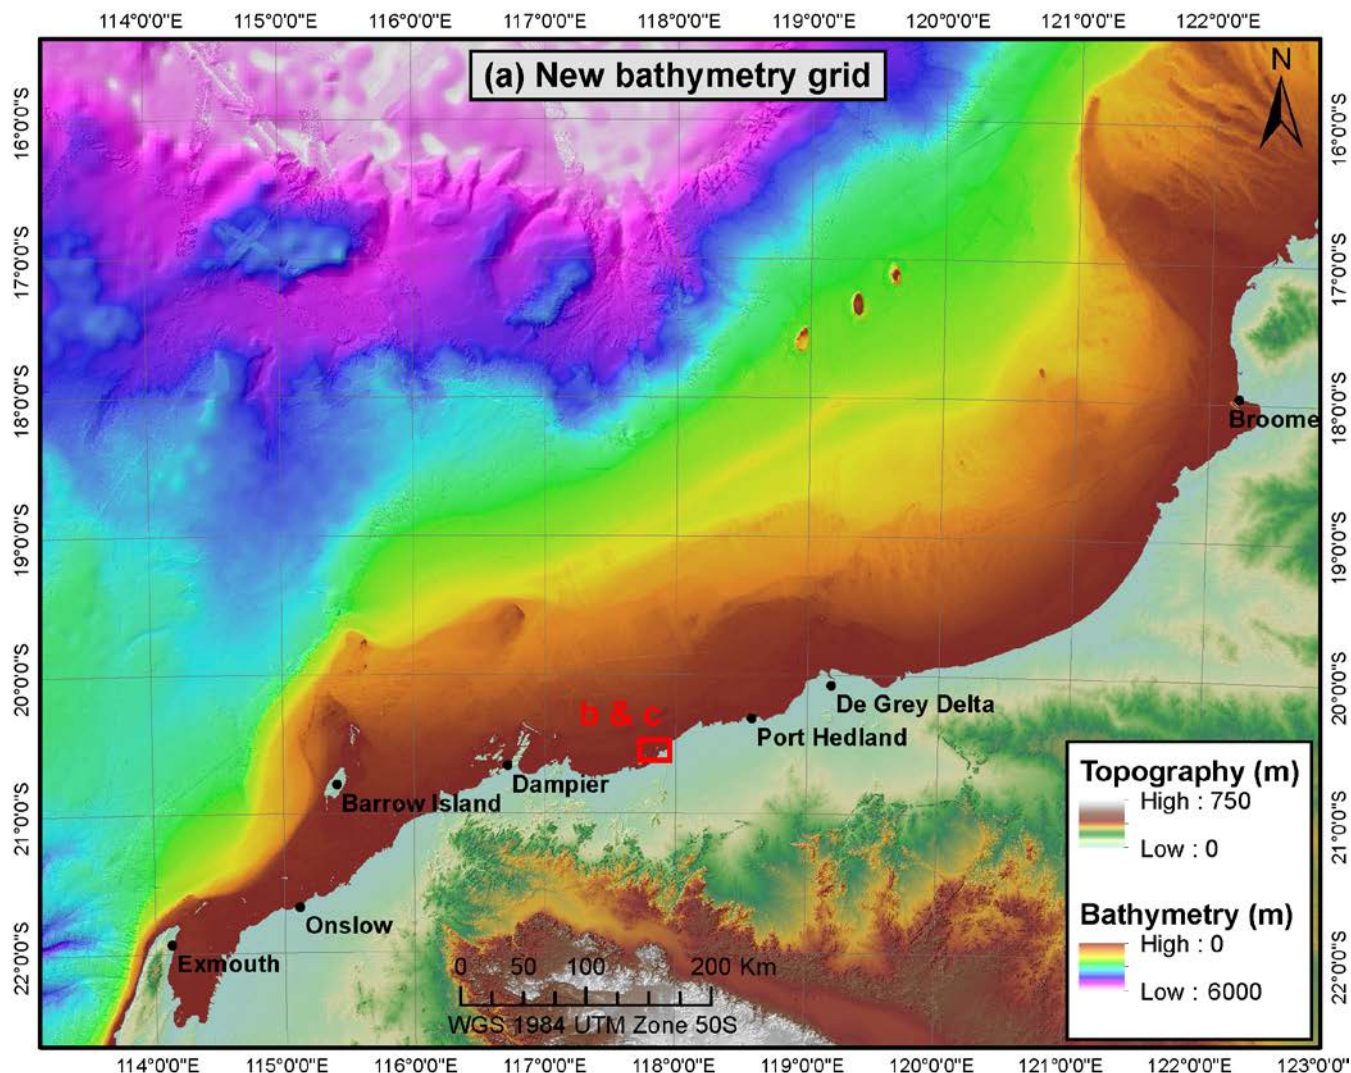 114°0'0"E 115°0'0"E 116°0'0"E 117°0'0"E 118°0'0"E 119°0'0"E 120°0'0"E 121°0'0"E 122°0'0"E
(a) New bathymetry grid
N
16°0'0"S
16°0'0"S
17°0'0"S
17°0'0"S
18°0'0"S
18°0'0"S
Broome
19°0'0"S
19°0'0"S
20°0'0"S
20°0'0"S
De Grey Delta
b & c
Port Hedland
Dampier
Barrow Island
21°0'0"S
21°0'0"S
Onslow
Exmouth
22°0'0"S
22°0'0"S
Topography (m)
High : 750
Low : 0
Bathymetry (m)
High : 0
Low : 6000
0 50 100 200 Km
WGS 1984 UTM Zone 50S
114°0'0"E 115°0'0"E 116°0'0"E 117°0'0"E 118°0'0"E 119°0'0"E 120°0'0"E 121°0'0"E 122°0'0"E 123°0'0"E